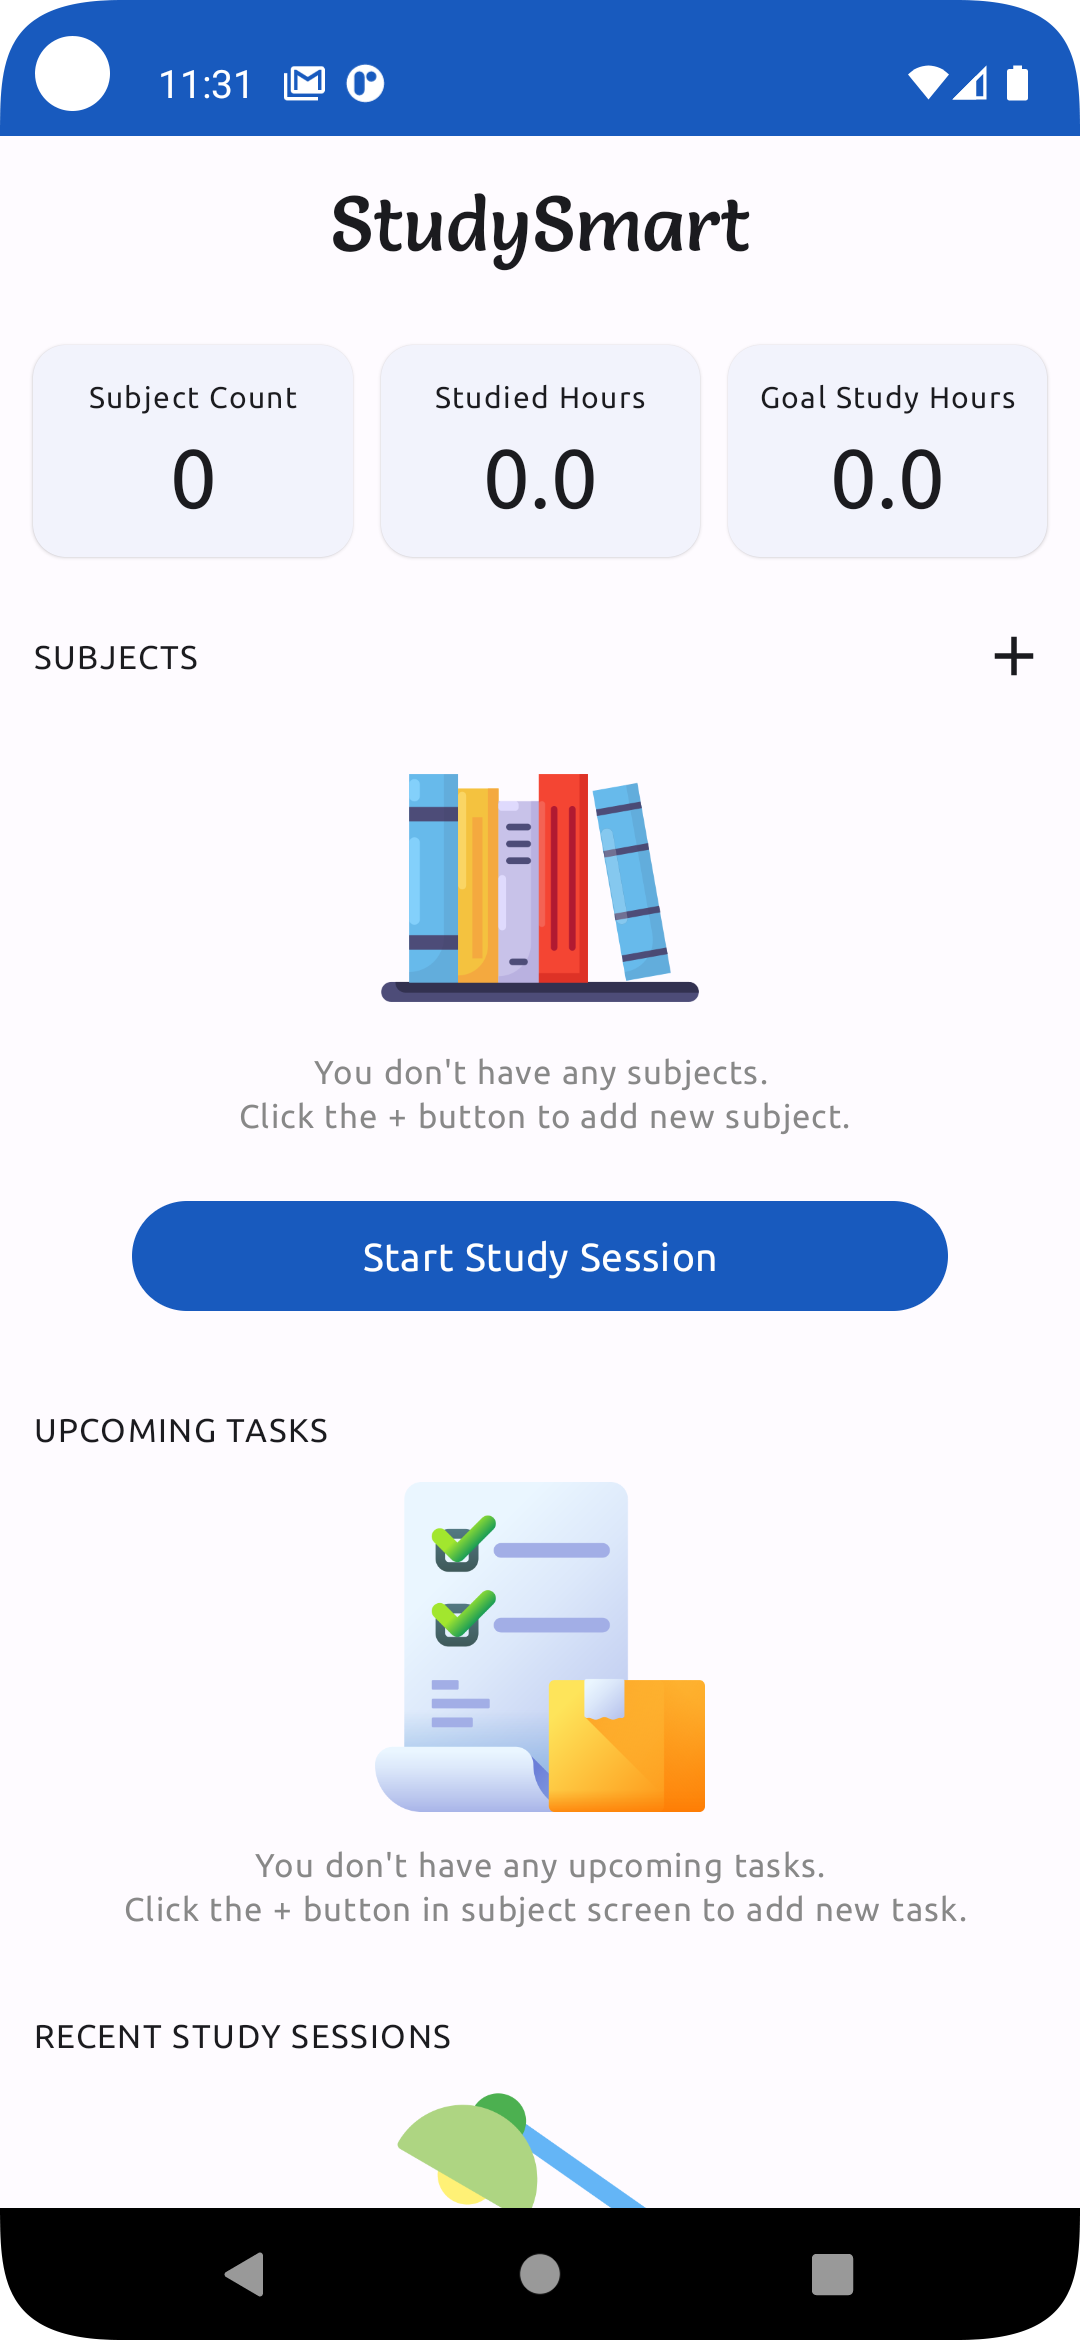 11:31
StudySmart
Subject Count
0
Studied Hours
0.0
Goal Study Hours
0.0
SUBJECTS
You don't have any subjects.
Click the + button to add new subject.
Start Study Session
UPCOMING TASKS
You don't have any upcoming tasks.
Click the + button in subject screen to add new task.
RECENT STUDY SESSIONS